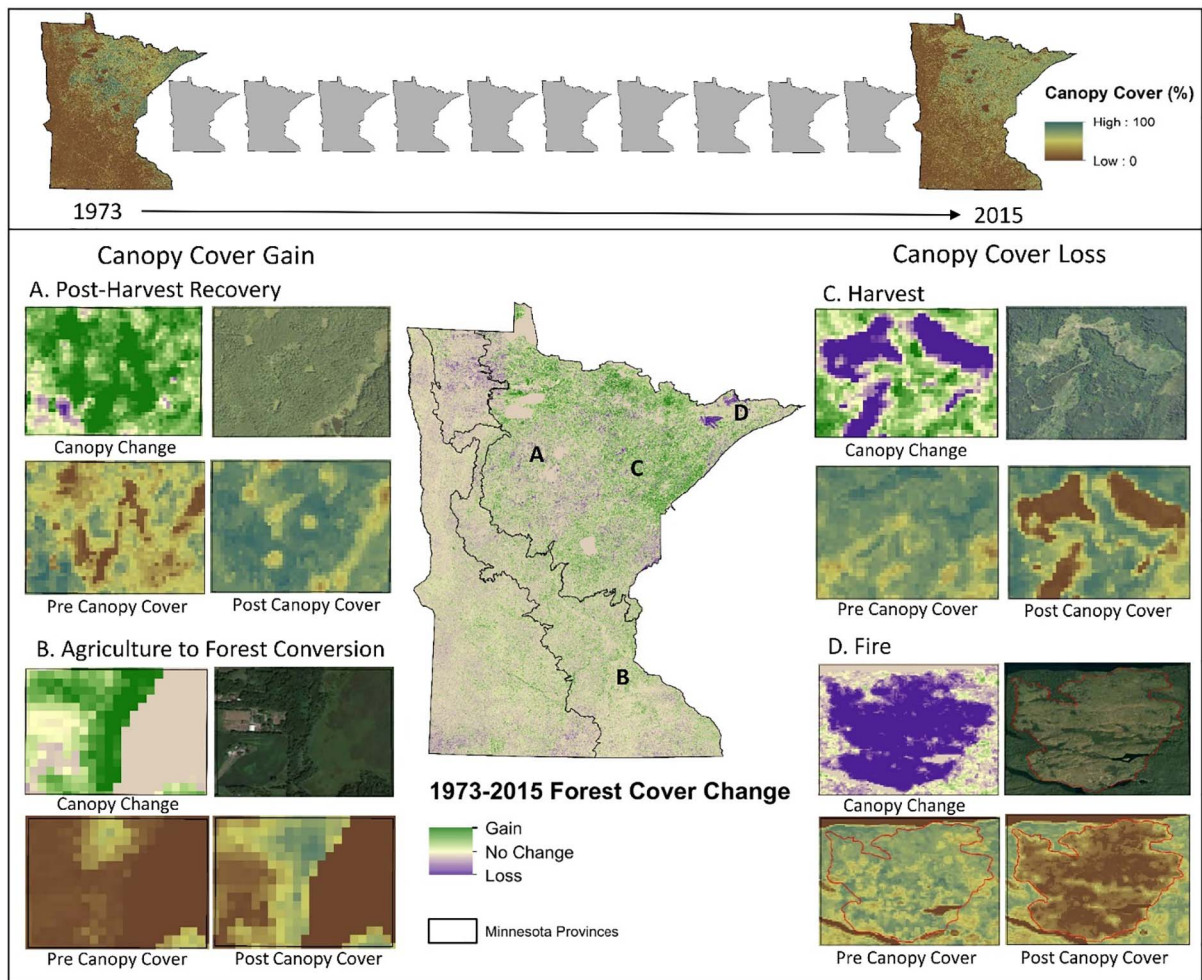 Canopy Cover (%)
High : 100
Low : 0
1973
2015
Canopy Cover Gain
A. Post-Harvest Recovery
Canopy Change
Pre Canopy Cover
Post Canopy Cover
B. Agriculture to Forest Conversion
Canopy Change
Pre Canopy Cover
Post Canopy Cover
A
B
C
D
1973-2015 Forest Cover Change
Gain
No Change
Loss
Minnesota Provinces
Canopy Cover Loss
C. Harvest
Canopy Change
Pre Canopy Cover
Post Canopy Cover
D. Fire
Canopy Change
Pre Canopy Cover
Post Canopy Cover